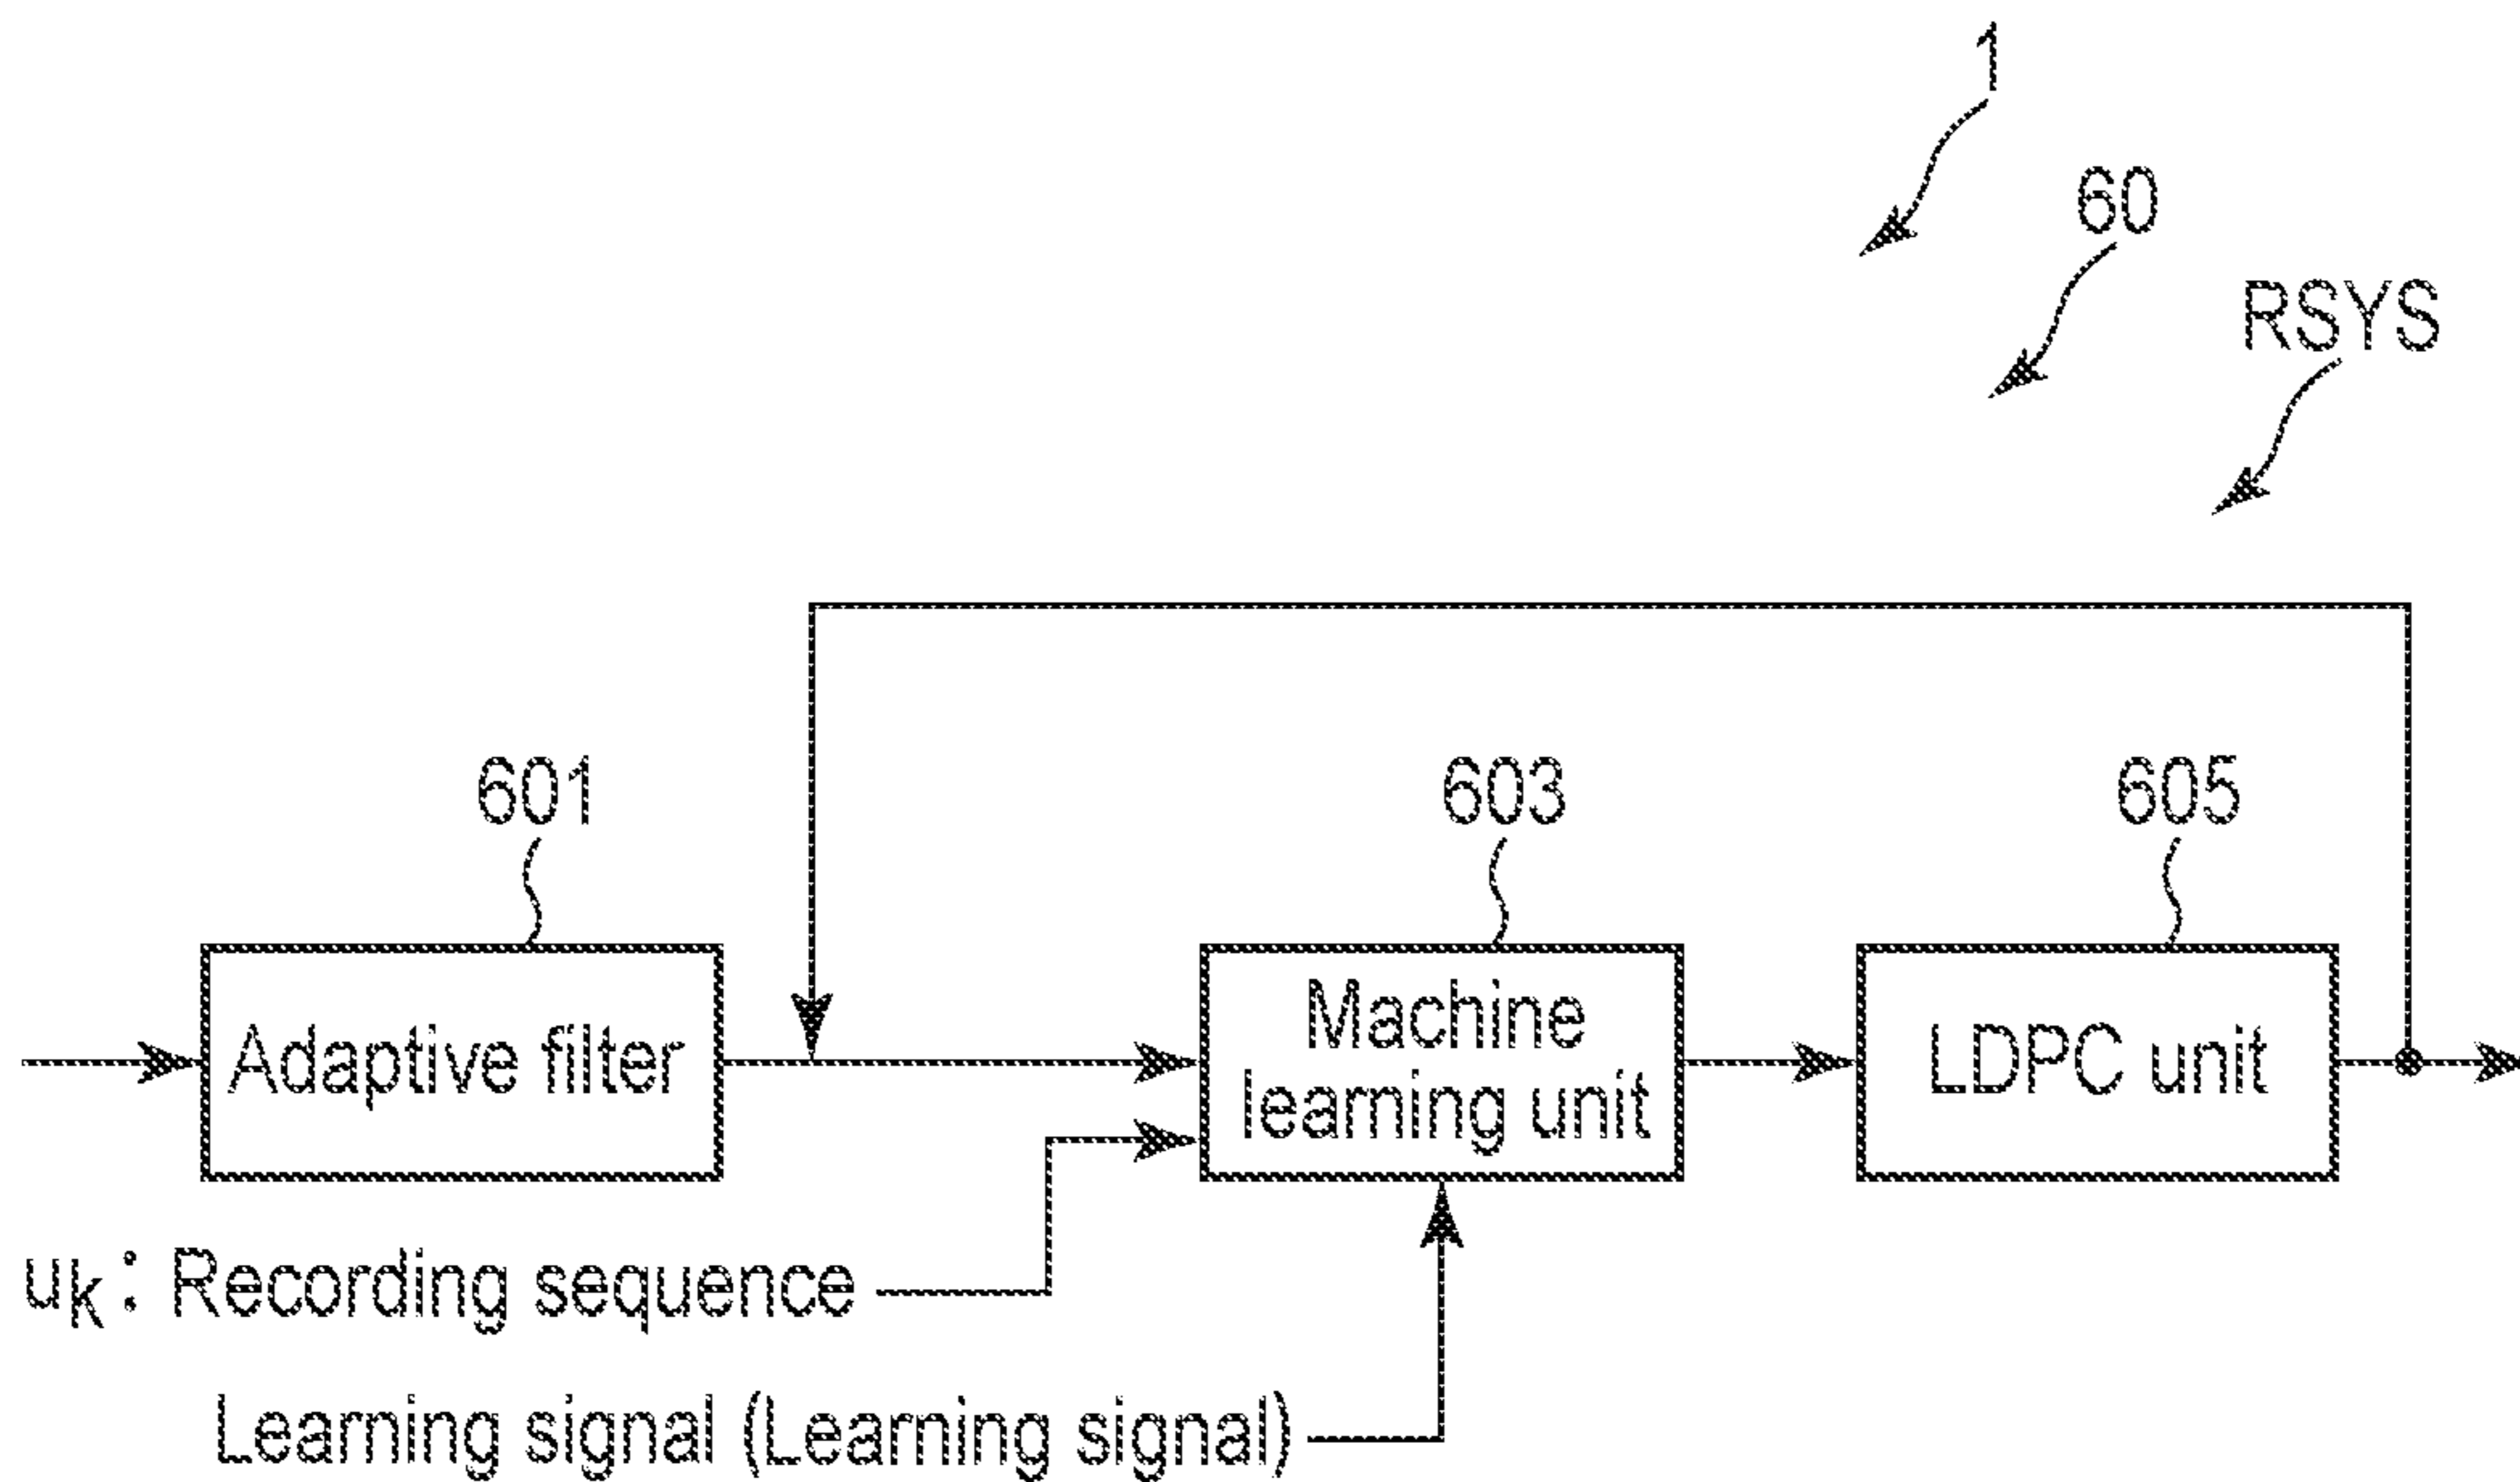 1
60
RSYS
601
603
605
Adaptive filter
Machine
learning unit
LDPC unit
uk : Recording sequence
Learning signal (Learning signal)